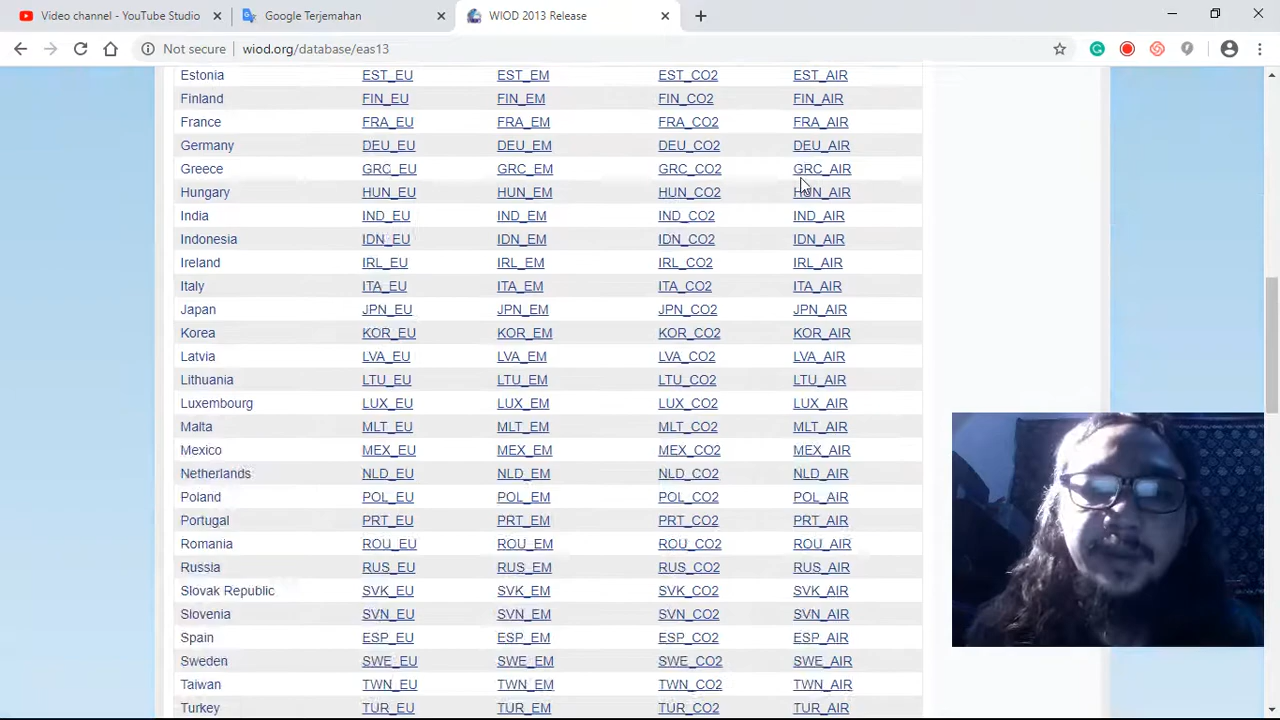 Video channel - YouTube Studio
Google Terjemahan
WIOD 2013 Release
Not secure
wiod.org/database/eas13
Estonia EST_EU EST_EM EST_CO2 EST_AIR
Finland FIN_EU FIN_EM FIN_CO2 FIN_AIR
France FRA_EU FRA_EM FRA_CO2 FRA_AIR
Germany DEU_EU DEU_EM DEU_CO2 DEU_AIR
Greece GRC_EU GRC_EM GRC_CO2 GRC_AIR
Hungary HUN_EU HUN_EM HUN_CO2 HUN_AIR
India IND_EU IND_EM IND_CO2 IND_AIR
Indonesia IDN_EU IDN_EM IDN_CO2 IDN_AIR
Ireland IRL_EU IRL_EM IRL_CO2 IRL_AIR
Italy ITA_EU ITA_EM ITA_CO2 ITA_AIR
Japan JPN_EU JPN_EM JPN_CO2 JPN_AIR
Korea KOR_EU KOR_EM KOR_CO2 KOR_AIR
Latvia LVA_EU LVA_EM LVA_CO2 LVA_AIR
Lithuania LTU_EU LTU_EM LTU_CO2 LTU_AIR
Luxembourg LUX_EU LUX_EM LUX_CO2 LUX_AIR
Malta MLT_EU MLT_EM MLT_CO2 MLT_AIR
Mexico MEX_EU MEX_EM MEX_CO2 MEX_AIR
Netherlands NLD_EU NLD_EM NLD_CO2 NLD_AIR
Poland POL_EU POL_EM POL_CO2 POL_AIR
Portugal PRT_EU PRT_EM PRT_CO2 PRT_AIR
Romania ROU_EU ROU_EM ROU_CO2 ROU_AIR
Russia RUS_EU RUS_EM RUS_CO2 RUS_AIR
Slovak Republic SVK_EU SVK_EM SVK_CO2 SVK_AIR
Slovenia SVN_EU SVN_EM SVN_CO2 SVN_AIR
Spain ESP_EU ESP_EM ESP_CO2 ESP_AIR
Sweden SWE_EU SWE_EM SWE_CO2 SWE_AIR
Taiwan TWN_EU TWN_EM TWN_CO2 TWN_AIR
Turkey TUR_EU TUR_EM TUR_CO2 TUR_AIR